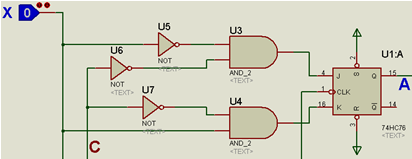 X 0
U5
NOT
<TEXT>
U6
NOT
<TEXT>
U7
NOT
<TEXT>
U3
AND_2
<TEXT>
U4
AND_2
<TEXT>
C
U1:A
4 J S Q 15
A
1 CLK
16 K R Q 14
2
3
74HC76
<TEXT>